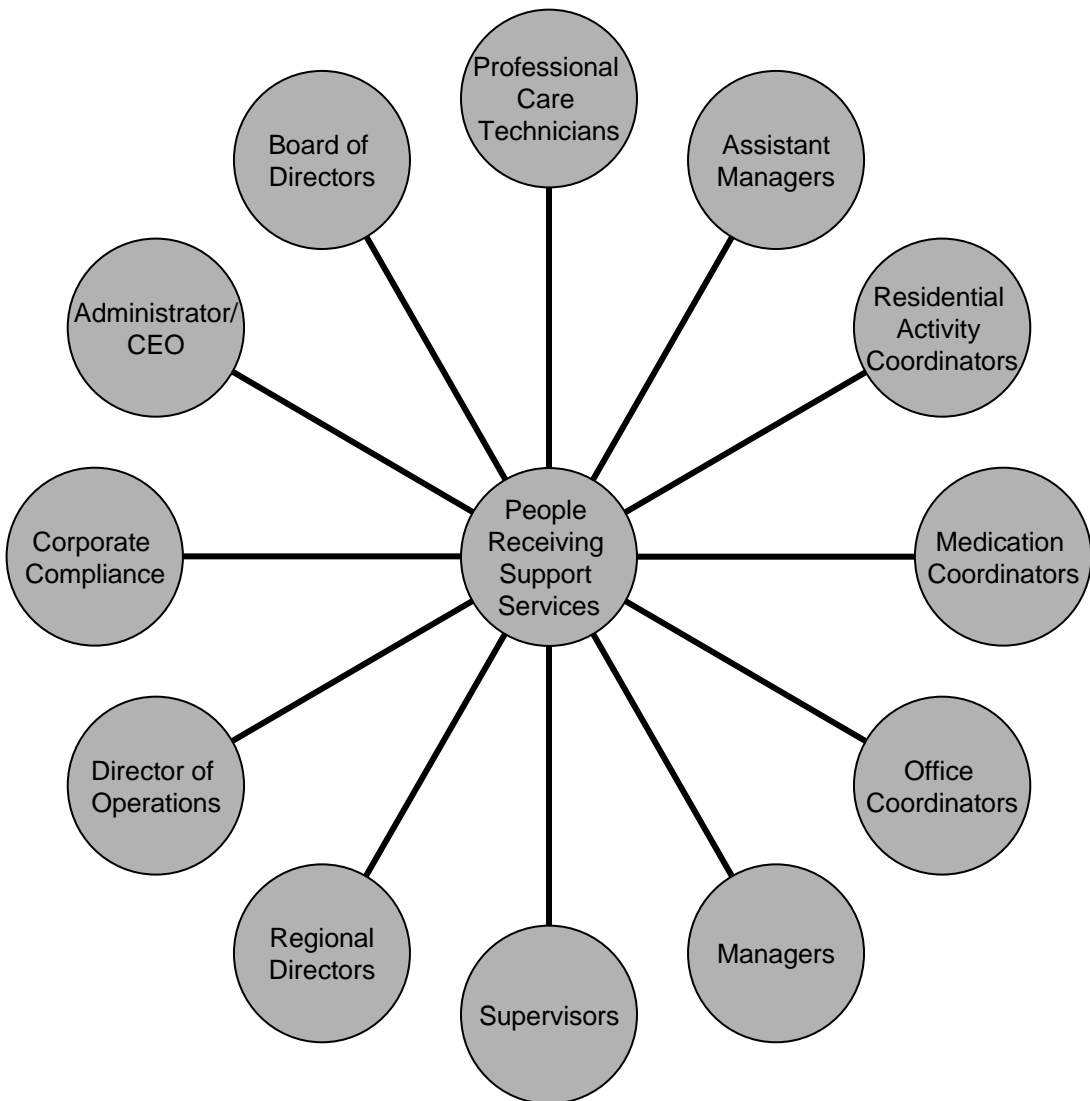 Professional
Care
Technicians
Board of
Directors
Assistant
Managers
Administrator/
CEO
Residential
Activity
Coordinators
People
Receiving
Support
Services
Corporate
Compliance
Medication
Coordinators
Director of
Operations
Office
Coordinators
Regional
Directors
Managers
Supervisors